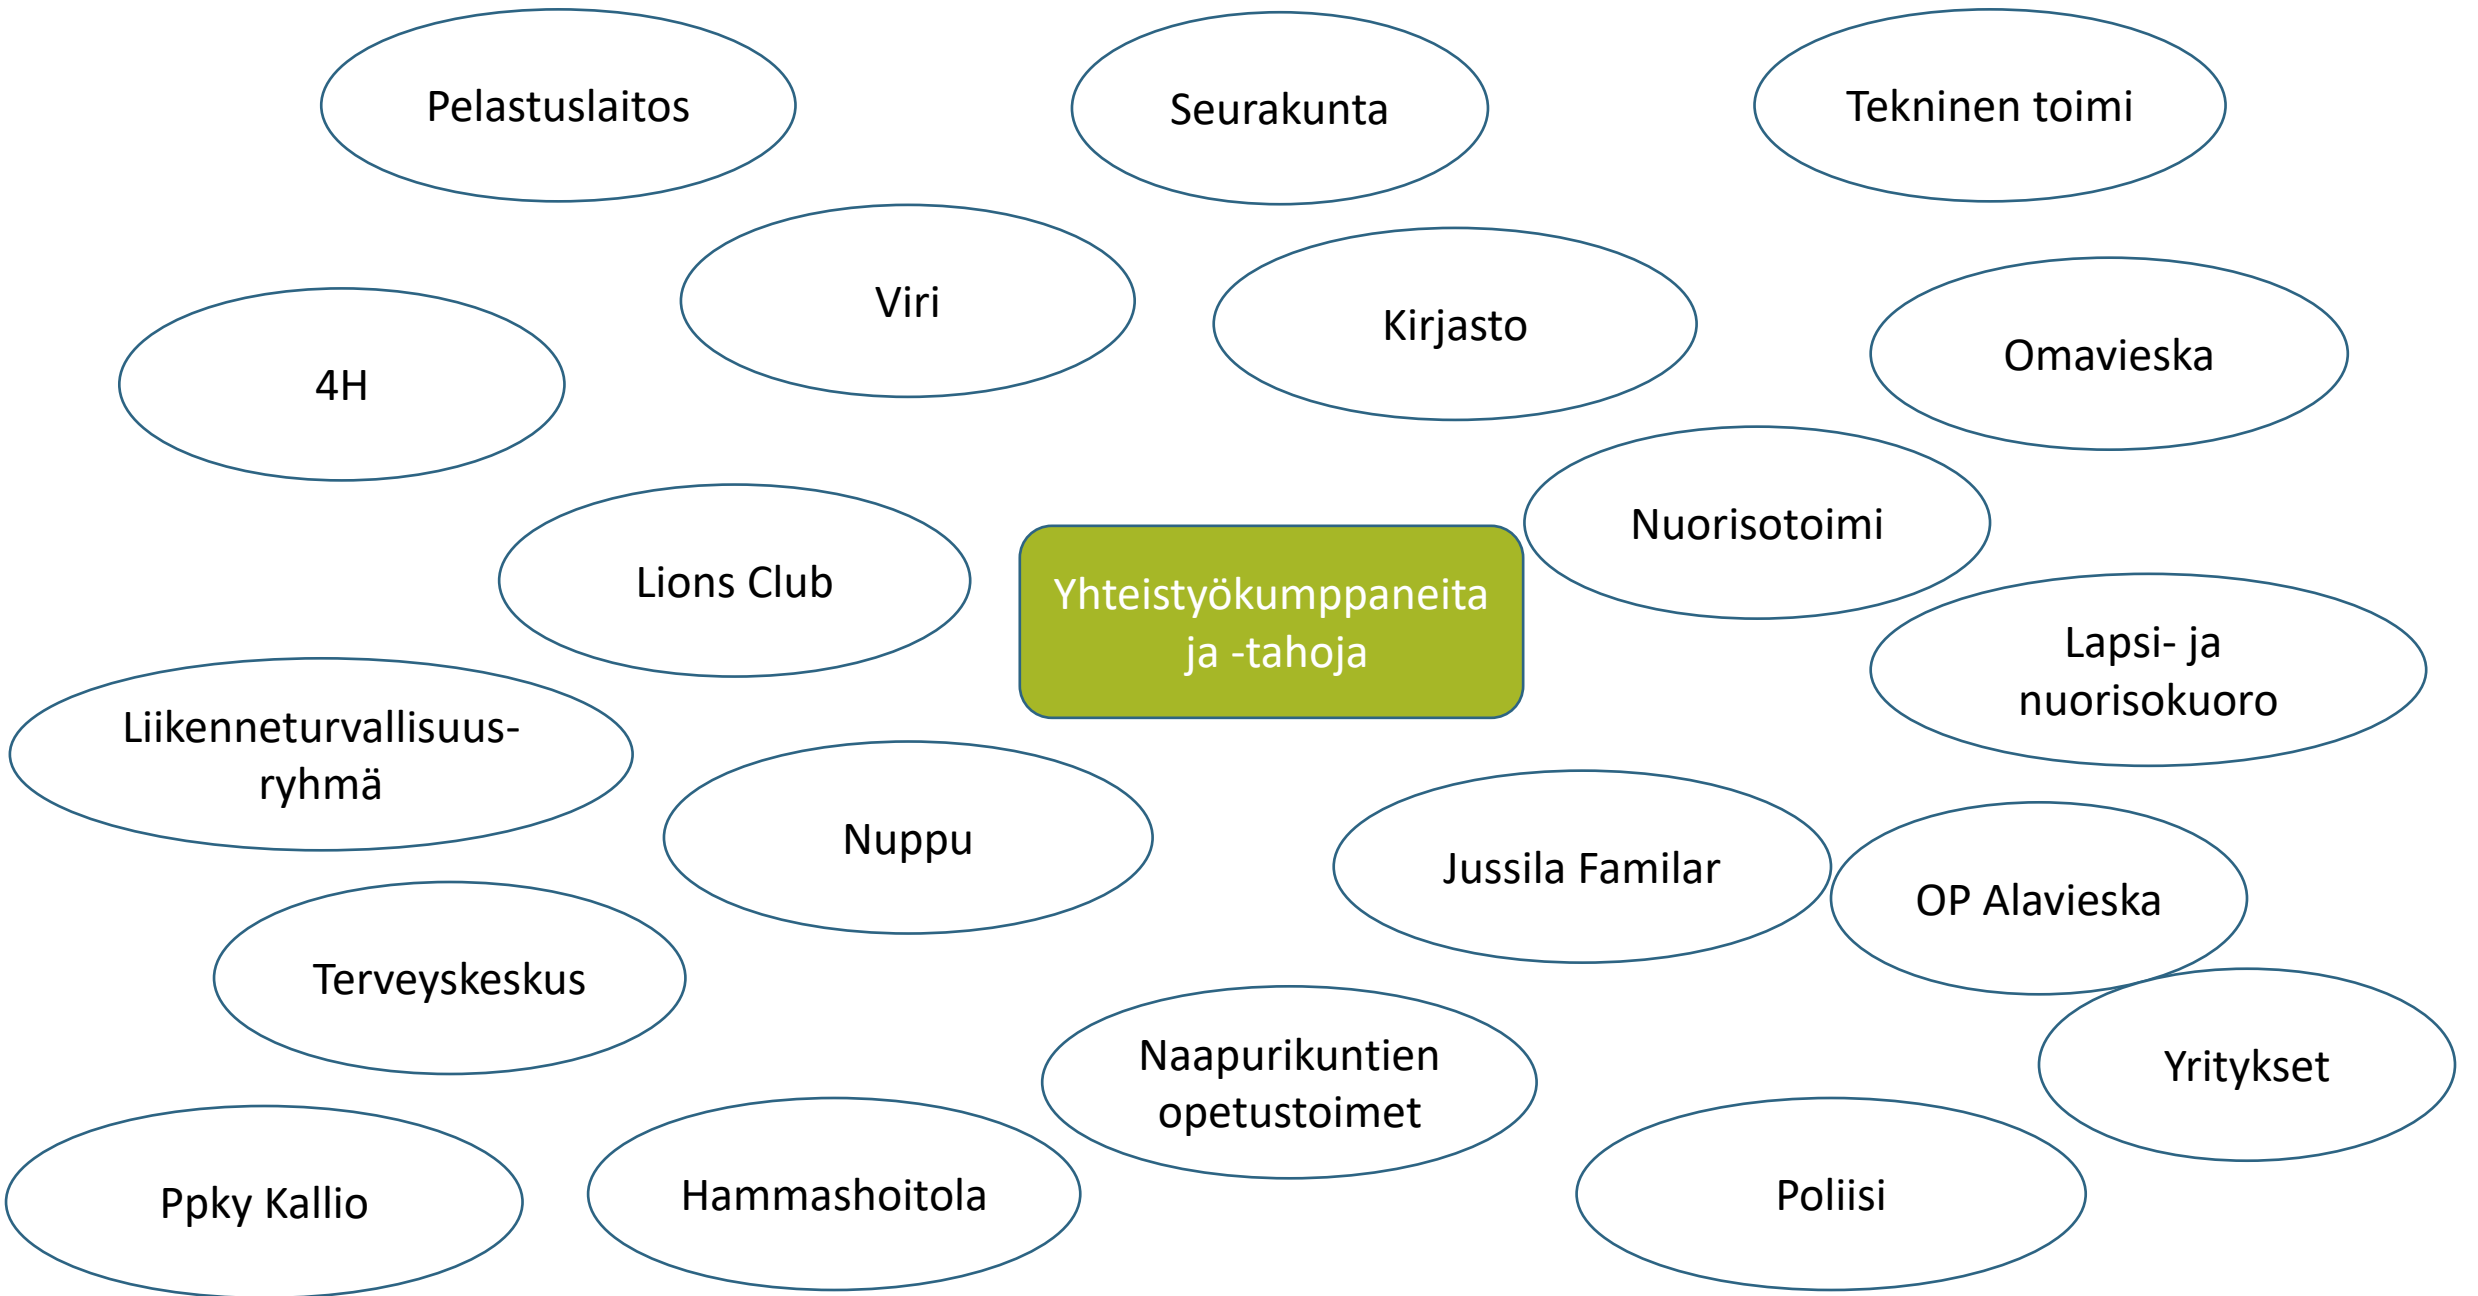 Pelastuslaitos
Seurakunta
Tekninen toimi
Viri
Kirjasto
Omavieska
4H
Nuorisotoimi
Lions Club
Yhteistyökumppaneita
ja -tahoja
Lapsi- ja
nuorisokuoro
Liikenneturvallisuus-
ryhmä
Nuppu
Jussila Familar
OP Alavieska
Terveyskeskus
Naapurikuntien
opetustoimet
Yritykset
Ppky Kallio
Hammashoitola
Poliisi